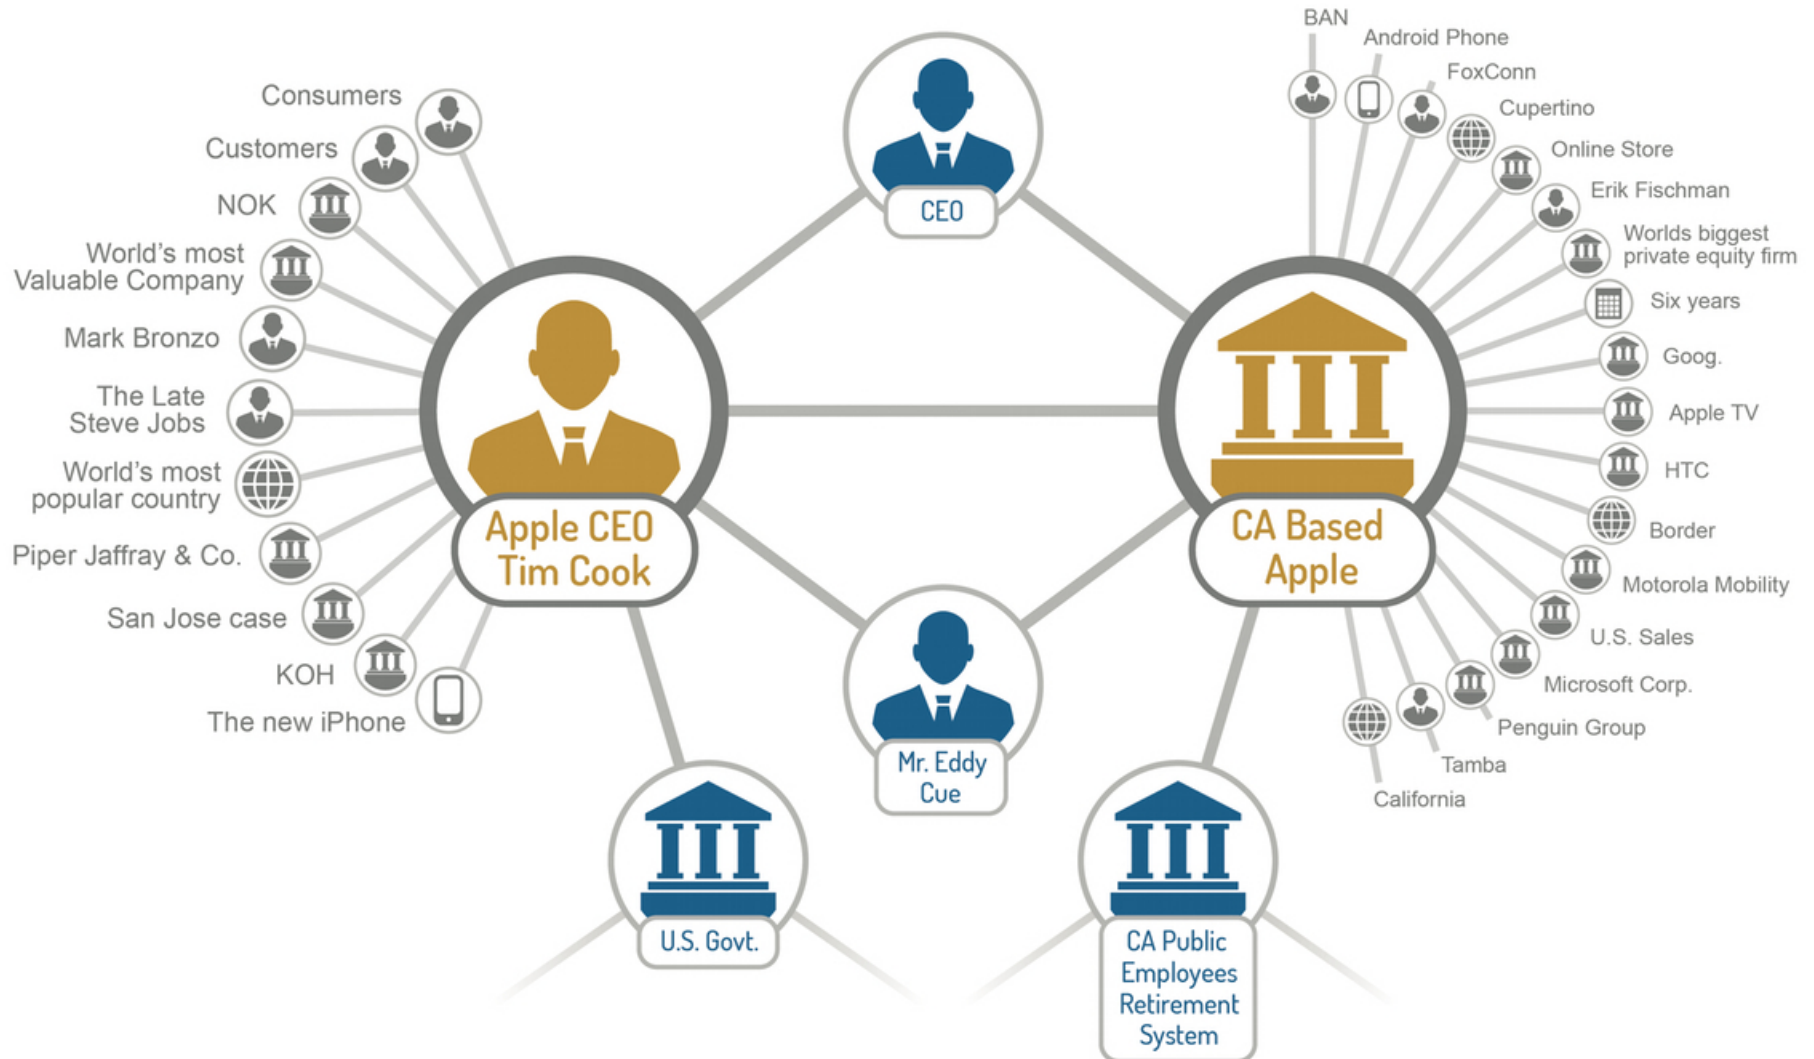 BAN
Android Phone
FoxConn
Cupertino
Online Store
Erik Fischman
Worlds biggest
private equity firm
Six years
Goog.
Apple TV
HTC
Border
Motorola Mobility
U.S. Sales
Microsoft Corp.
Penguin Group
Tamba
California
Consumers
Customers
NOK
World's most
Valuable Company
Mark Bronzo
The Late
Steve Jobs
World's most
popular country
Piper Jaffray & Co.
San Jose case
KOH
The new iPhone
CEO
Apple CEO
Tim Cook
CA Based
Apple
Mr. Eddy
Cue
U.S. Govt.
CA Public
Employees
Retirement
System